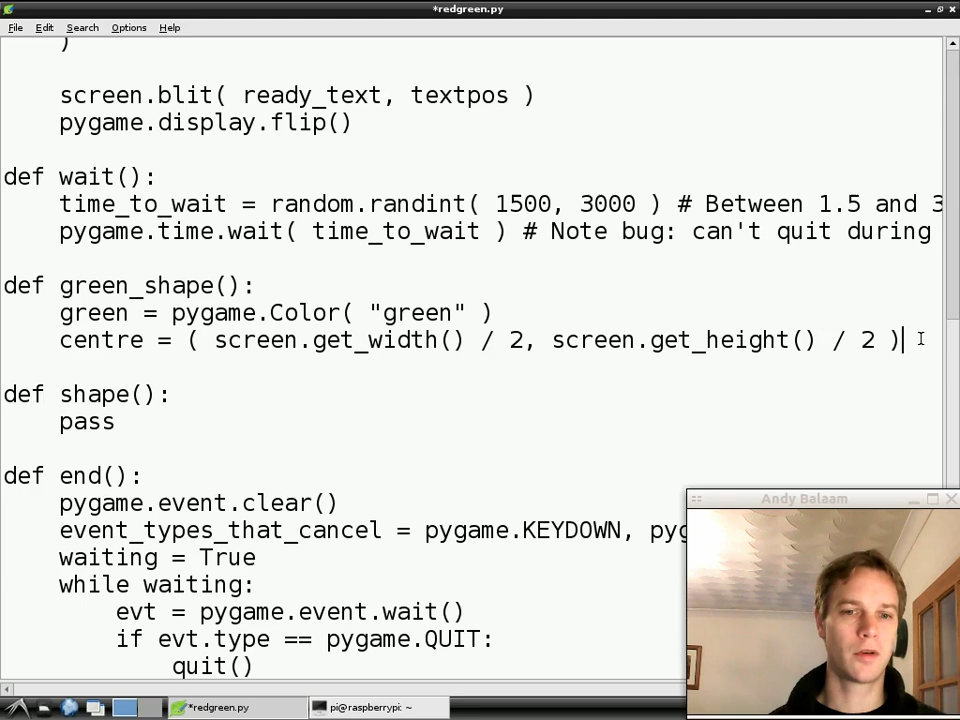 *redgreen.py
File Edit Search Options Help
)
screen.blit( ready_text, textpos )
pygame.display.flip()
def wait():
time_to_wait = random.randint( 1500, 3000 ) # Between 1.5 and 3
pygame.time.wait( time_to_wait ) # Note bug: can't quit during
def green_shape():
green = pygame.Color( "green" )
centre = ( screen.get_width() / 2, screen.get_height() / 2 )
def shape():
pass
def end():
pygame.event.clear()
event_types_that_cancel = pygame.KEYDOWN, pyg
waiting = True
while waiting:
evt = pygame.event.wait()
if evt.type == pygame.QUIT:
quit()
Andy Balaam
*redgreen.py
pi@raspberrypi: ~